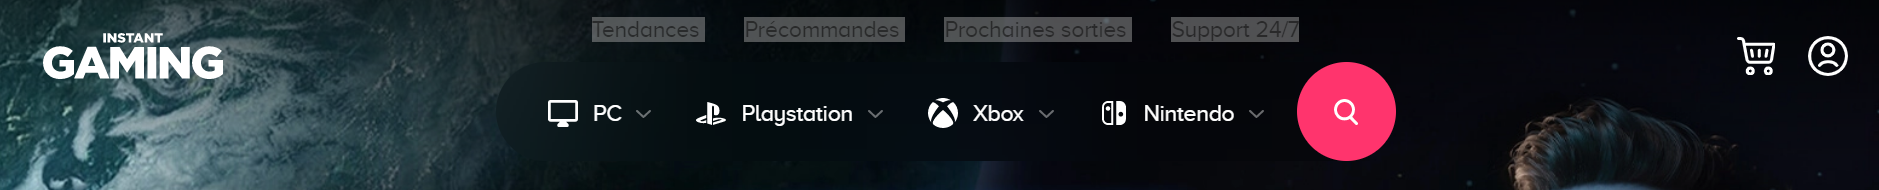 Tendances Précommandes Prochaines sorties Support 24/7
INSTANT
GAMING
PC Playstation Xbox Nintendo